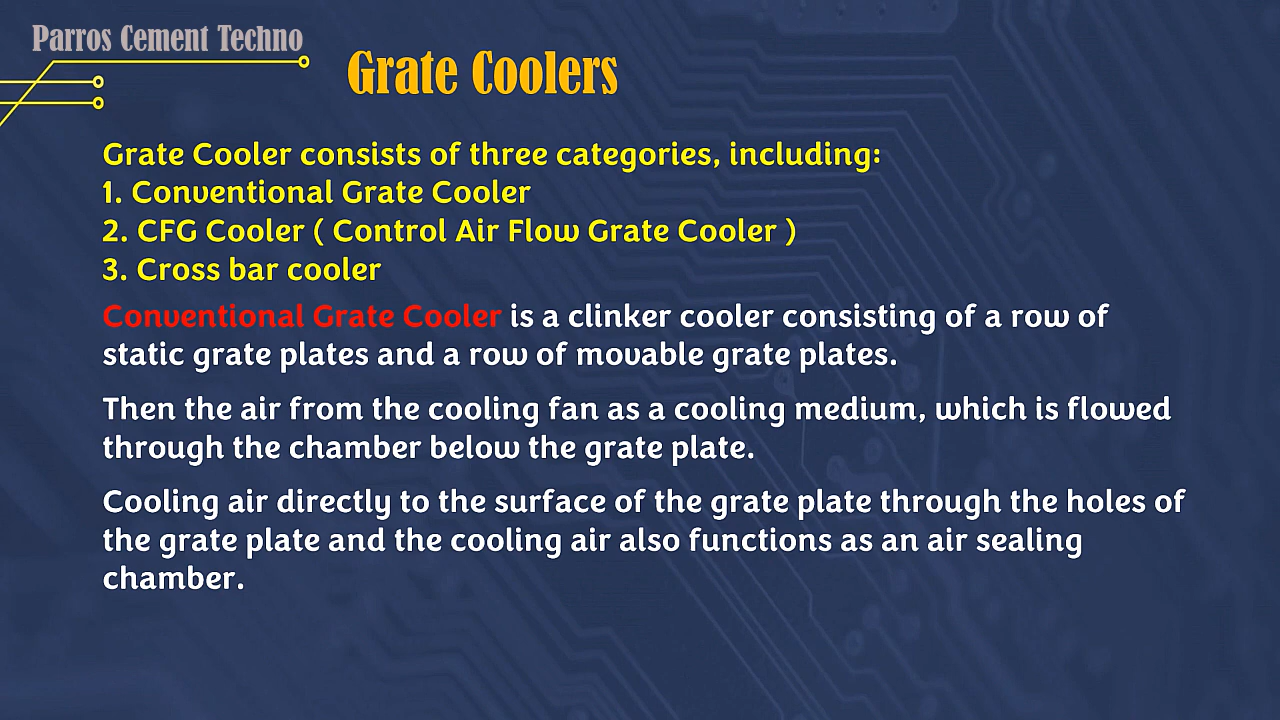 Parros Cement Techno
Grate Coolers
Grate Cooler consists of three categories, including:
1. Conventional Grate Cooler
2. CFG Cooler ( Control Air Flow Grate Cooler )
3. Cross bar cooler
Conventional Grate Cooler is a clinker cooler consisting of a row of
static grate plates and a row of movable grate plates.
Then the air from the cooling fan as a cooling medium, which is flowed
through the chamber below the grate plate.
Cooling air directly to the surface of the grate plate through the holes of
the grate plate and the cooling air also functions as an air sealing
chamber.